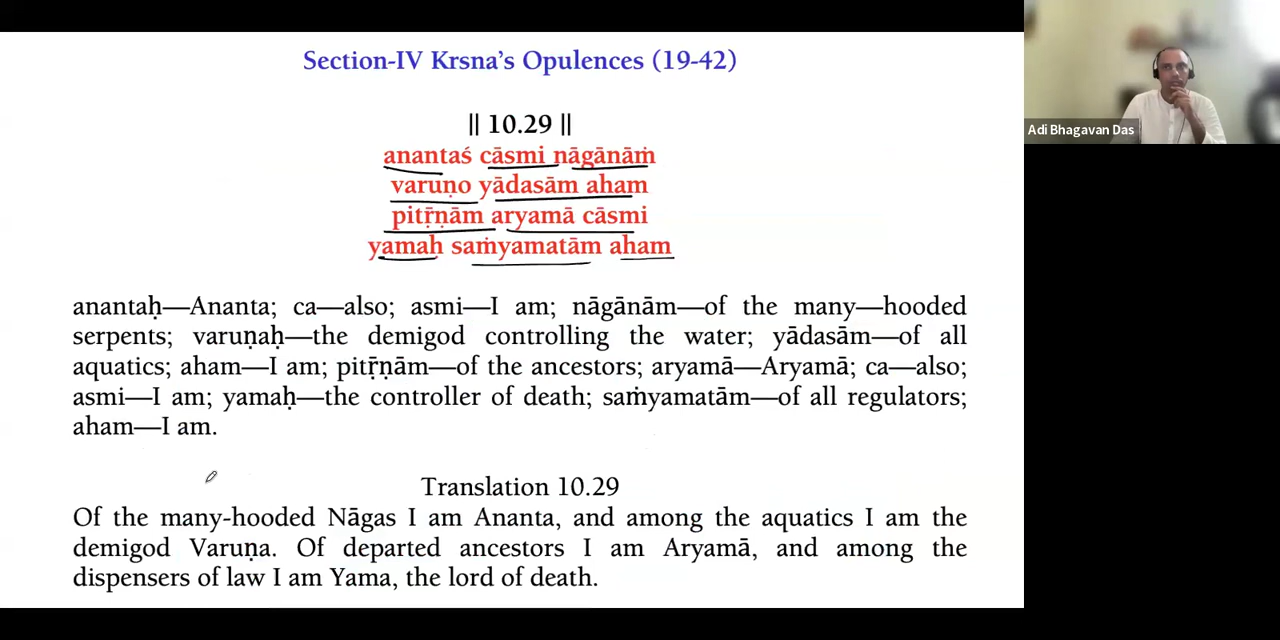 Section-IV Krsna's Opulences (19-42)
|| 10.29 ||
anantaś cāsmi nāgānāṁ
varuṇo yādasām aham
pitṝṇām aryamā cāsmi
yamaḥ saṁyamatām aham
anantaḥ—Ananta; ca—also; asmi—I am; nāgānām—of the many—hooded
serpents; varuṇaḥ—the demigod controlling the water; yādasām—of all
aquatics; aham—I am; pitṝṇām—of the ancestors; aryamā—Aryamā; ca—also;
asmi—I am; yamaḥ—the controller of death; saṁyamatām—of all regulators;
aham—I am.
Translation 10.29
Of the many-hooded Nāgas I am Ananta, and among the aquatics I am the
demigod Varuṇa. Of departed ancestors I am Aryamā, and among the
dispensers of law I am Yama, the lord of death.
Adi Bhagavan Das